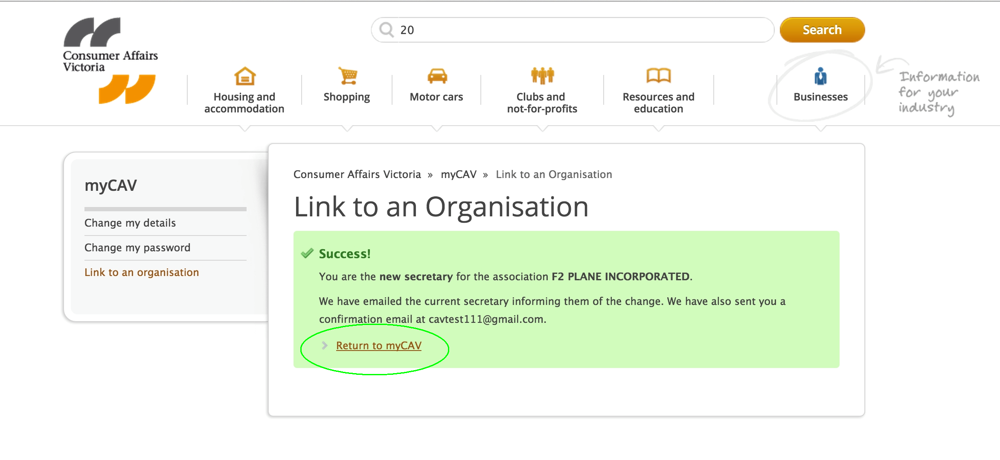 Consumer Affairs
Victoria
20
Search
Housing and
accommodation
Shopping
Motor cars
Clubs and
not-for-profits
Resources and
education
Businesses
Information
for your
industry
myCAV
Change my details
Change my password
Link to an organisation
Consumer Affairs Victoria » myCAV » Link to an Organisation
Link to an Organisation
Success!
You are the new secretary for the association F2 PLANE INCORPORATED.
We have emailed the current secretary informing them of the change. We have also sent you a
confirmation email at cavtest111@gmail.com.
Return to myCAV